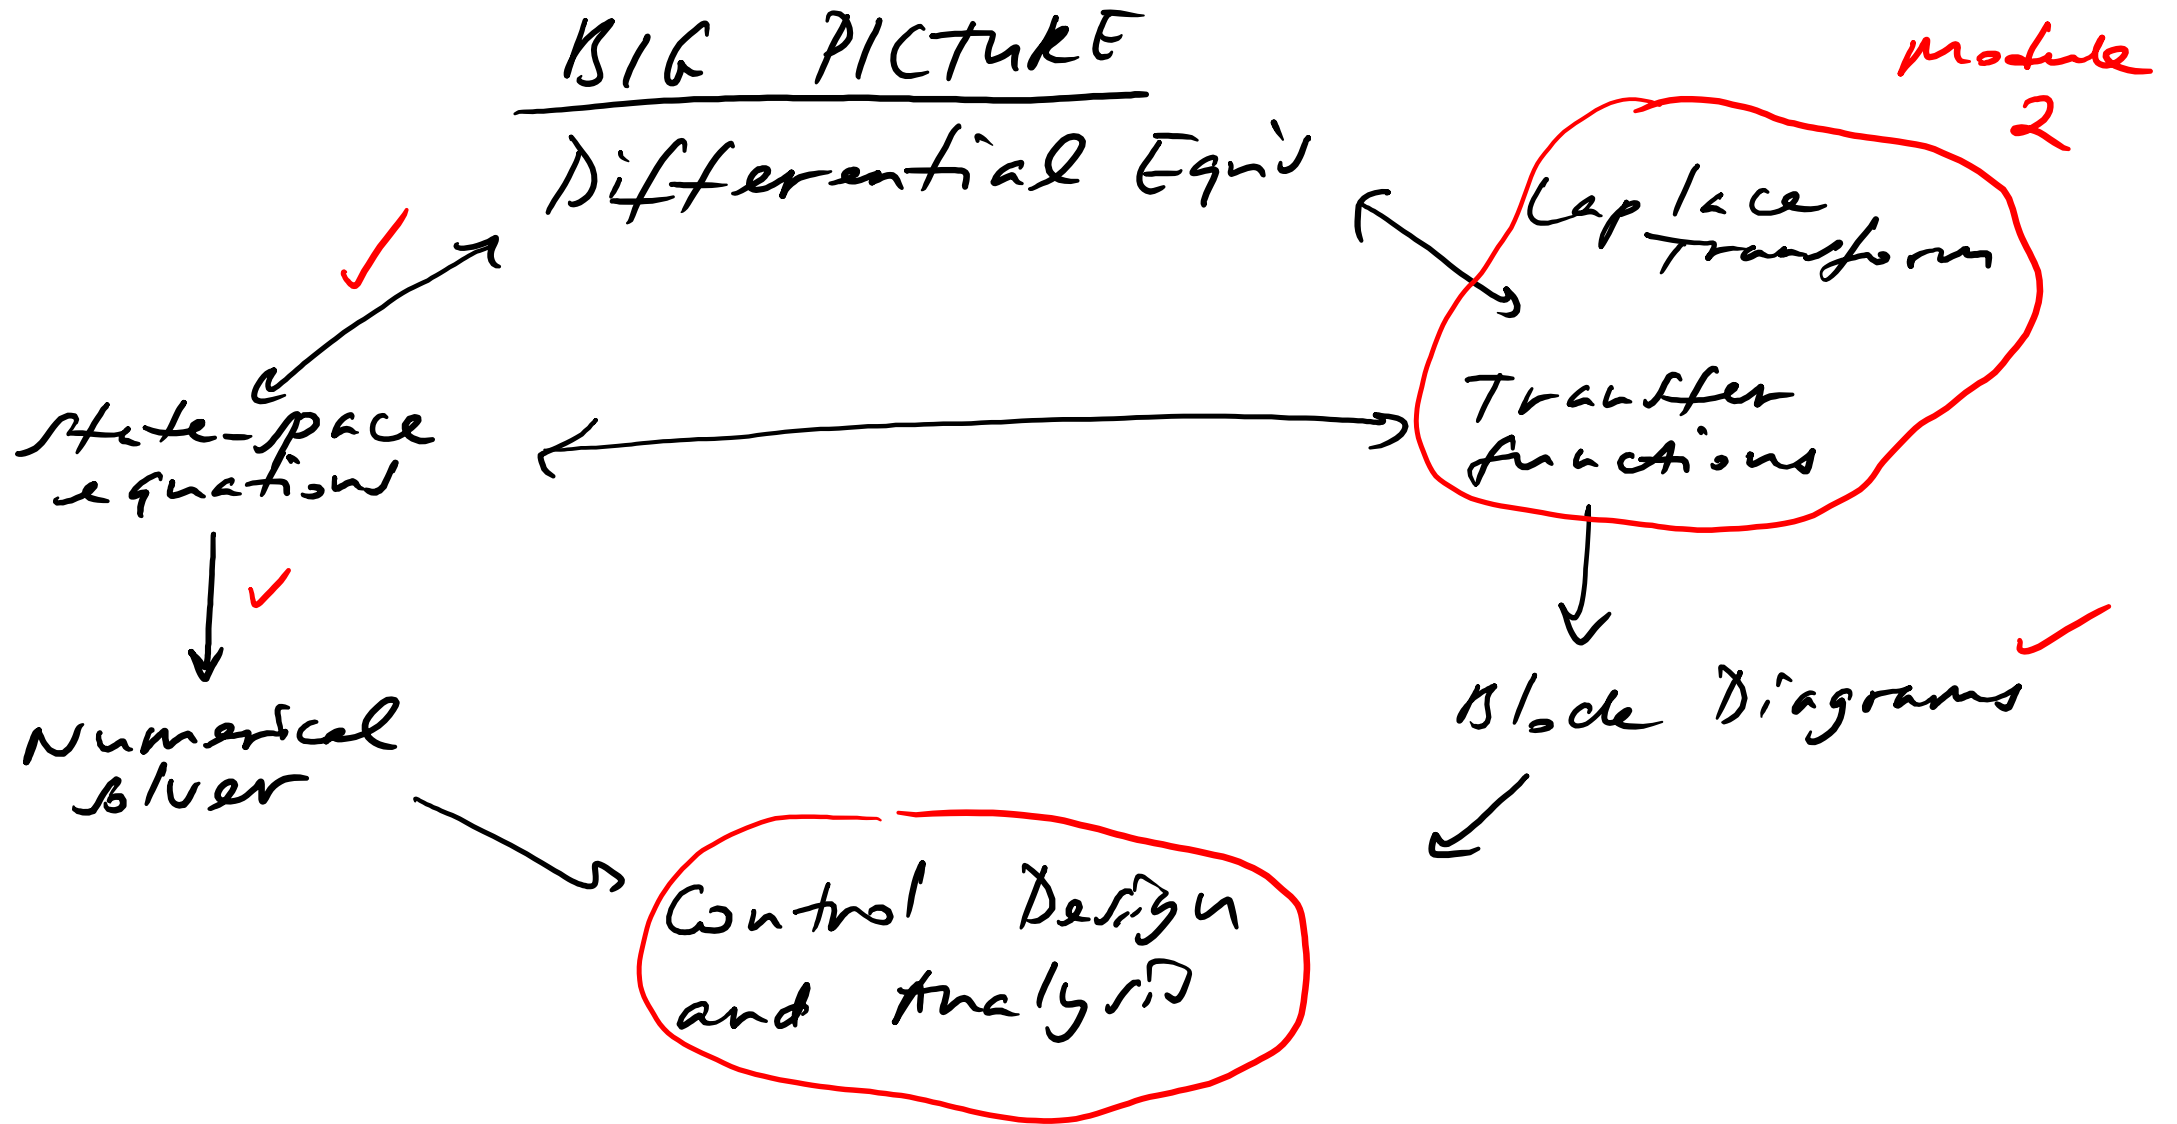 BIG PICTURE
Module
2
Differential Eqn's
Laplace
Transform
State-space
equations
Transfer
functions
Numerical
solver
Block Diagrams
Control Design
and Analysis